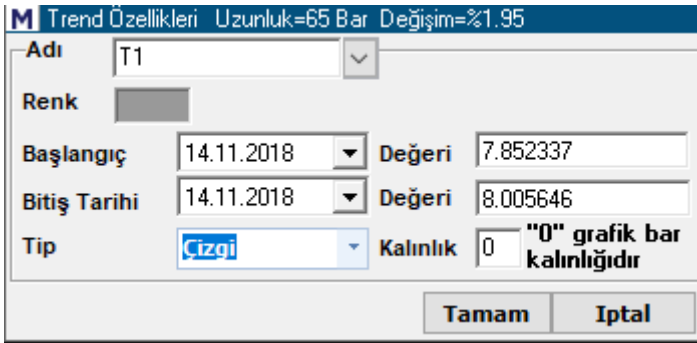 M Trend Özellikleri Uzunluk=65 Bar Değişim=%1.95
Adı T1
Renk
Başlangıç 14.11.2018 Değeri 7.852337
Bitiş Tarihi 14.11.2018 Değeri 8.005646
Tip Çizgi Kalınlık 0 "0" grafik bar
kalınlığıdır
Tamam Iptal